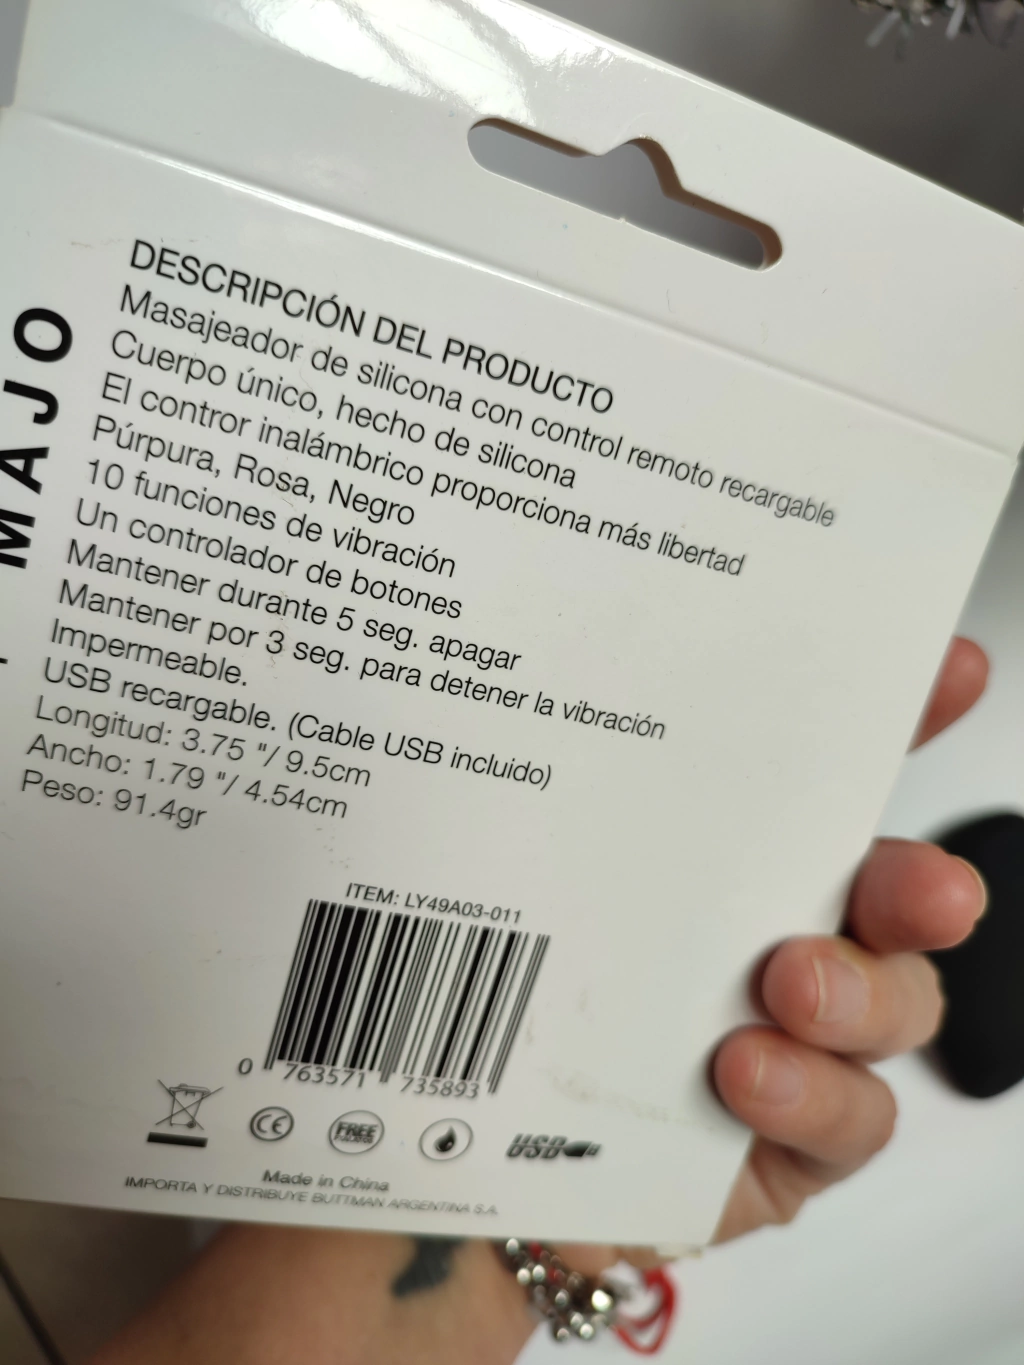 DESCRIPCIÓN DEL PRODUCTO
Masajeador de silicona con control remoto recargable
Cuerpo único, hecho de silicona
El contror inalámbrico proporciona más libertad
Púrpura, Rosa, Negro
10 funciones de vibración
Un controlador de botones
Mantener durante 5 seg. apagar
Mantener por 3 seg. para detener la vibración
Impermeable.
USB recargable. (Cable USB incluido)
Longitud: 3.75 "/ 9.5cm
Ancho: 1.79 "/ 4.54cm
Peso: 91.4gr
MAJO
ITEM: LY49A03-011
0 763571 735893
CE
FREE
USB
Made in China
IMPORTA Y DISTRIBUYE BUTTMAN ARGENTINA S.A.